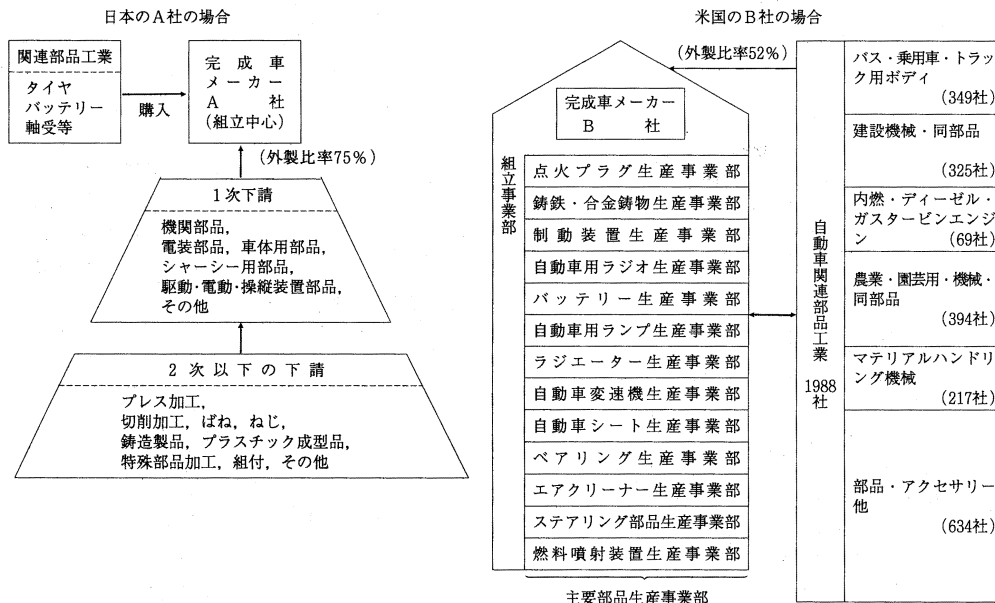 日本のA社の場合
関連部品工業
タイヤ
バッテリー
軸受等
購入
完成車
メーカー
A社
(組立中心)
(外製比率75%)
1次下請
機関部品,
電装部品, 車体用部品,
シャーシー用部品,
駆動・電動・操縦装置部品,
その他
2次以下の下請
プレス加工,
切削加工, ばね, ねじ,
鋳造製品, プラスチック成型品,
特殊部品加工, 組付, その他
米国のB社の場合
(外製比率52%)
完成車メーカー
B社
組立事業部
点火プラグ生産事業部
鋳鉄・合金鋳物生産事業部
制動装置生産事業部
自動車用ラジオ生産事業部
バッテリー生産事業部
自動車用ランプ生産事業部
ラジエーター生産事業部
自動車変速機生産事業部
自動車シート生産事業部
ベアリング生産事業部
エアクリーナー生産事業部
ステアリング部品生産事業部
燃料噴射装置生産事業部
主要部品生産事業部
自動車関連部品工業
1988
社
バス・乗用車・トラッ
ク用ボディ
(349社)
建設機械・同部品
(325社)
内燃・ディーゼル・
ガスタービンエンジ
ン (69社)
農業・園芸用・機械・
同部品
(394社)
マテリアルハンドリ
ング機械
(217社)
部品・アクセサリー
他
(634社)